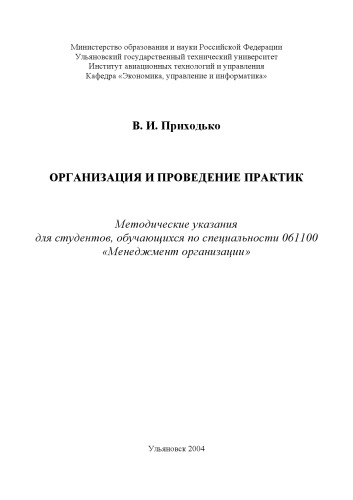 Министерство образования и науки Российской Федерации
Ульяновский государственный технический университет
Институт авиационных технологий и управления
Кафедра «Экономика, управление и информатика»
В. И. Приходько
ОРГАНИЗАЦИЯ И ПРОВЕДЕНИЕ ПРАКТИК
Методические указания
для студентов, обучающихся по специальности 061100
«Менеджмент организации»
Ульяновск 2004